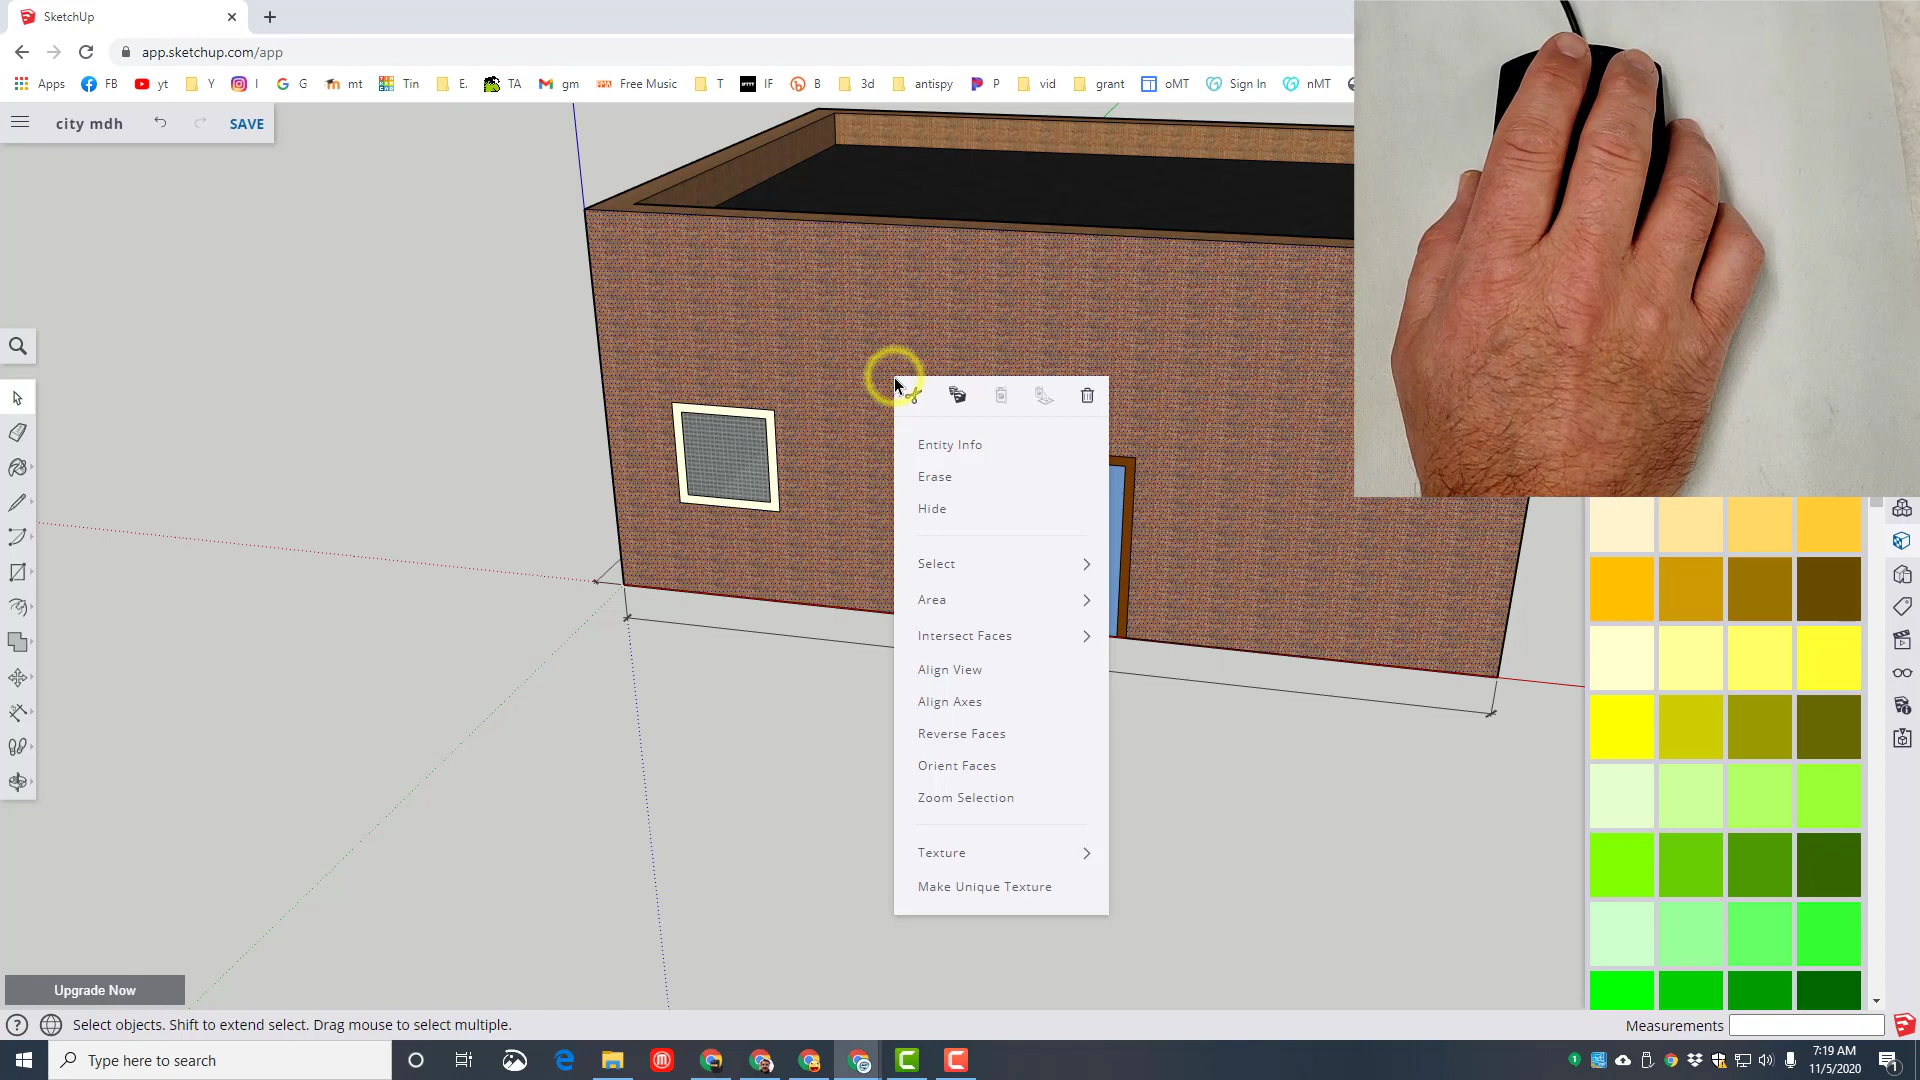 SketchUp
app.sketchup.com/app
Apps FB yt Y I G mt Tin E. TA gm Free Music T IF B 3d antispy P vid grant oMT Sign In nMT
city mdh SAVE
Entity Info
Erase
Hide
Select
Area
Intersect Faces
Align View
Align Axes
Reverse Faces
Orient Faces
Zoom Selection
Texture
Make Unique Texture
Upgrade Now
Select objects. Shift to extend select. Drag mouse to select multiple.
Measurements
Type here to search
7:19 AM
11/5/2020